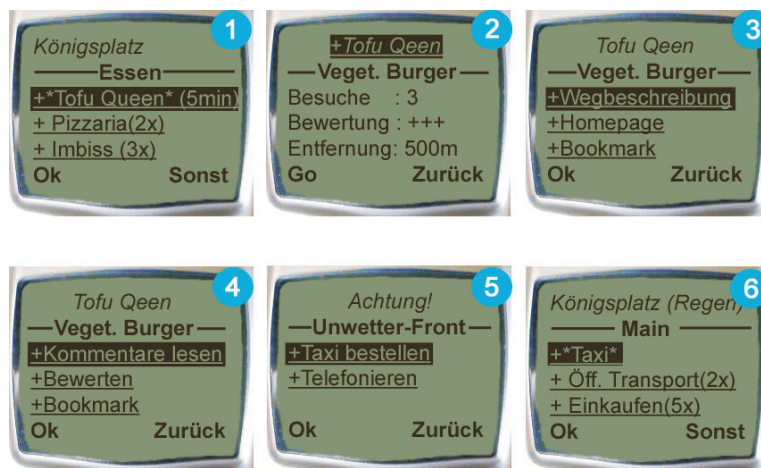 1
Königsplatz
Essen
+*Tofu Queen* (5min)
+ Pizzaria(2x)
+ Imbiss (3x)
Ok Sonst
2
+Tofu Qeen
Veget. Burger
Besuche : 3
Bewertung : +++
Entfernung: 500m
Go Zurück
3
Tofu Qeen
Veget. Burger
+Wegbeschreibung
+Homepage
+Bookmark
Ok Zurück
4
Tofu Qeen
Veget. Burger
+Kommentare lesen
+Bewerten
+Bookmark
Ok Zurück
5
Achtung!
Unwetter-Front
+Taxi bestellen
+Telefonieren
Ok Zurück
6
Königsplatz (Regen)
Main
+*Taxi*
+ Öff. Transport(2x)
+ Einkaufen(5x)
Ok Sonst